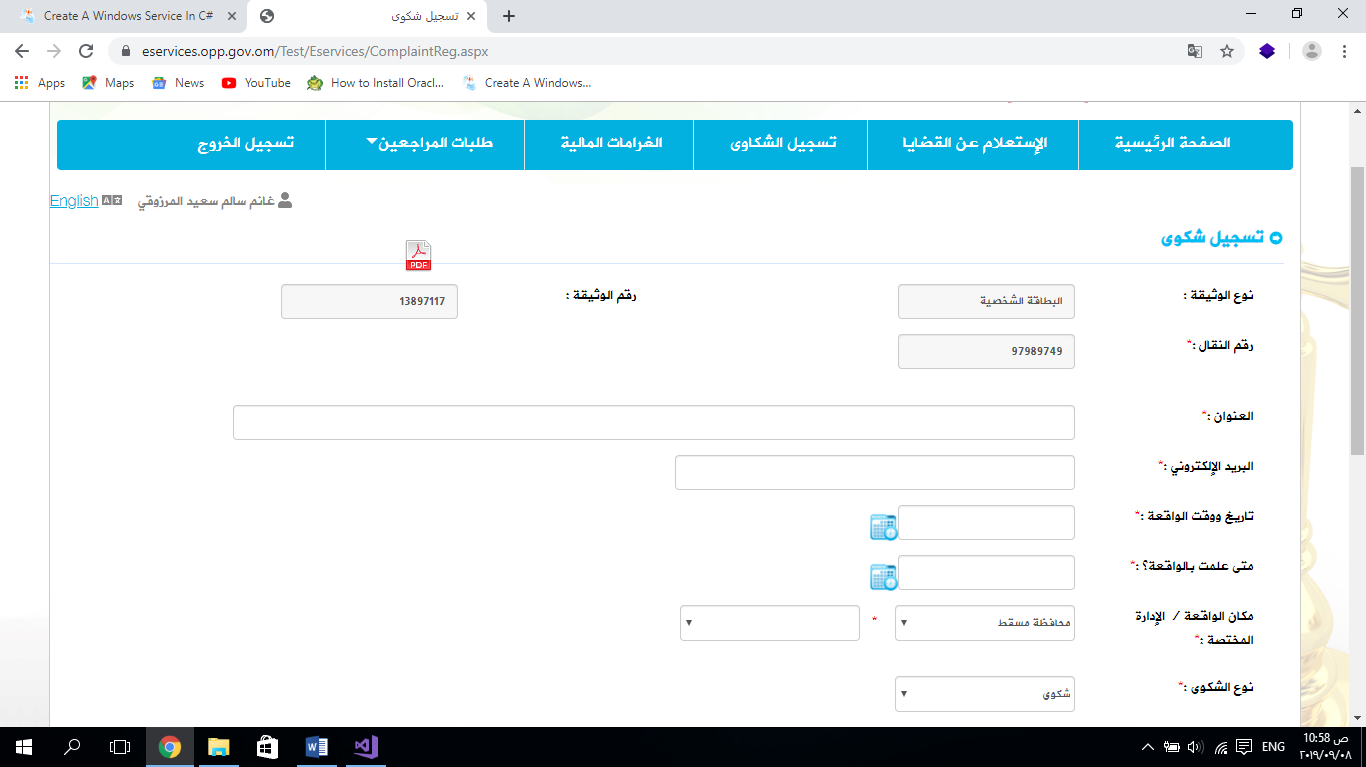 Create A Windows Service In C#
تسجيل شكوى
eservices.opp.gov.om/Test/Eservices/ComplaintReg.aspx
Apps Maps News YouTube How to Install Oracl... Create A Windows...
الصفحة الرئيسية الإستعلام عن القضايا تسجيل الشكاوى الغرامات المالية طلبات المراجعين تسجيل الخروج
غانم سالم سعيد المرزوقي English
تسجيل شكوى
PDF
نوع الوثيقة : البطاقة الشخصية رقم الوثيقة : 13897117
رقم النقال :* 97989749
العنوان :*
البريد الإلكتروني :*
تاريخ ووقت الواقعة :*
متى علمت بالواقعة؟ :*
مكان الواقعة / الإدارة محافظة مسقط *
المختصة :*
نوع الشكوى :* شكوى
ENG 10:58 ص
٢٠١٩/٠٩/٠٨